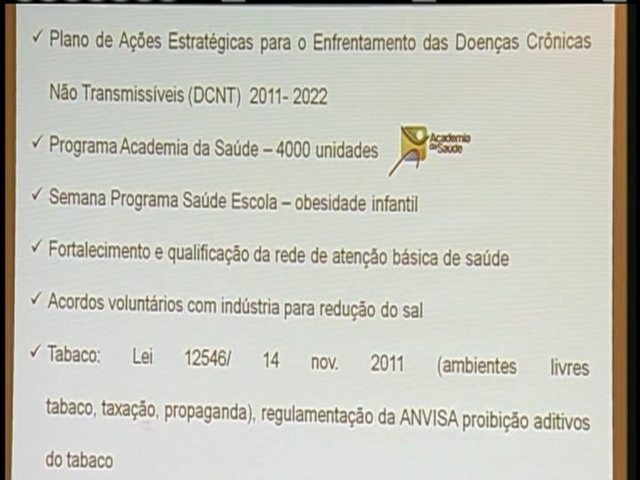 ✓ Plano de Ações Estratégicas para o Enfrentamento das Doenças Crônicas
Não Transmissíveis (DCNT) 2011- 2022
✓ Programa Academia da Saúde – 4000 unidades
Academia
da Saúde
✓ Semana Programa Saúde Escola – obesidade infantil
✓ Fortalecimento e qualificação da rede de atenção básica de saúde
✓ Acordos voluntários com indústria para redução do sal
✓ Tabaco: Lei 12546/ 14 nov. 2011 (ambientes livres
tabaco, taxação, propaganda), regulamentação da ANVISA proibição aditivos
do tabaco